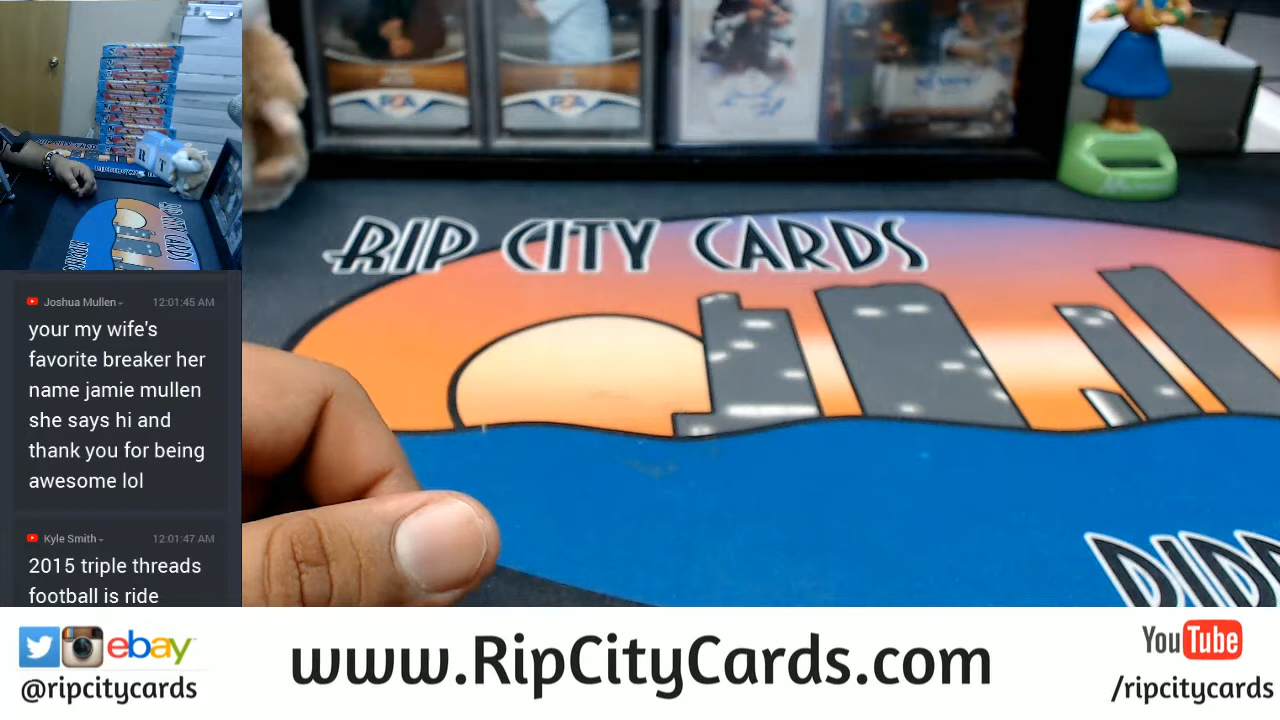 RIP CITY CARDS
Joshua Mullen
12:01:45 AM
your my wife's
favorite breaker her
name jamie mullen
she says hi and
thank you for being
awesome lol
Kyle Smith
12:01:47 AM
2015 triple threads
football is ride
ebay
@ripcitycards
www.RipCityCards.com
YouTube
/ripcitycards